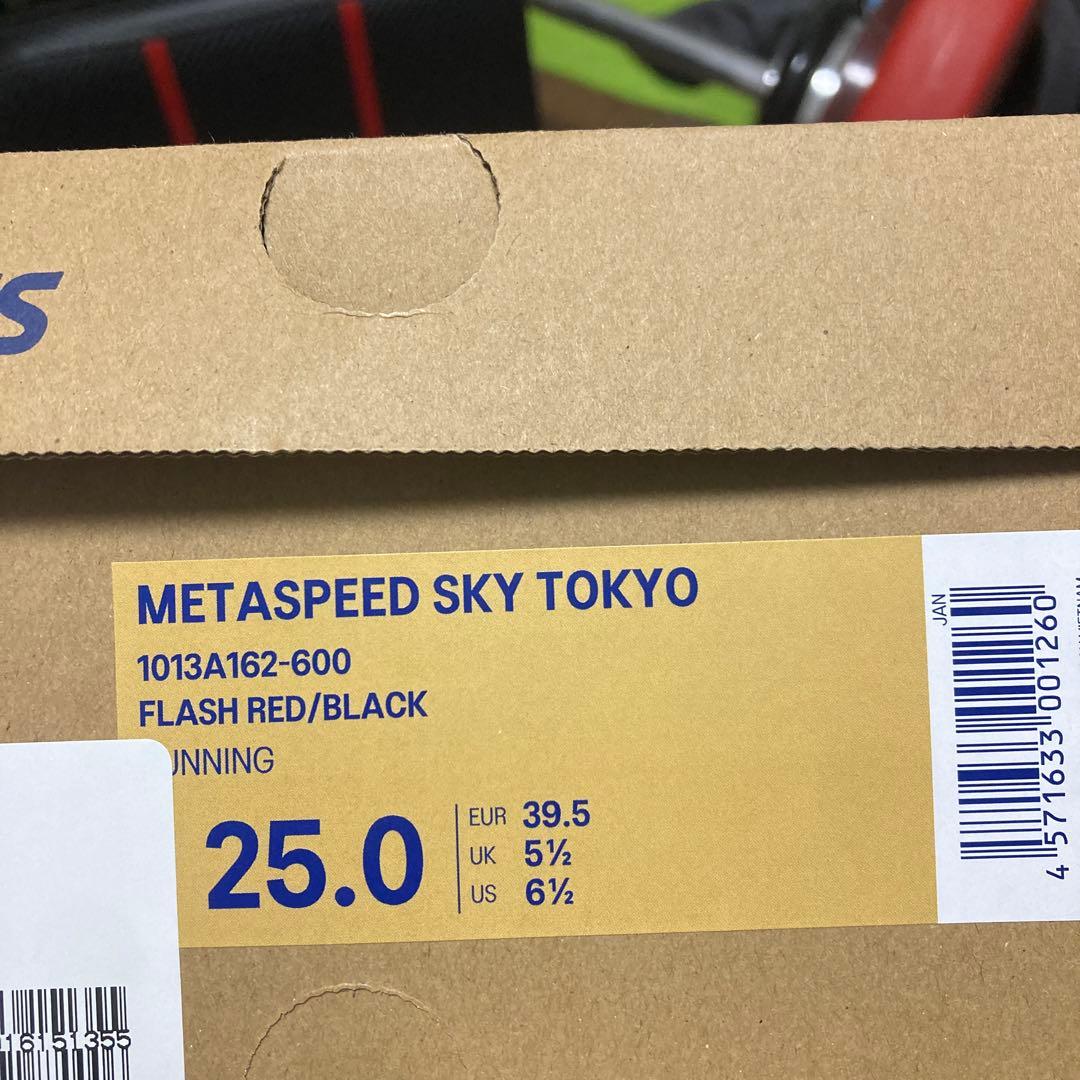 METASPEED SKY TOKYO
1013A162-600
FLASH RED/BLACK
UNNING
25.0
EUR 39.5
UK 5½
US 6½
JAN
4 571633 001260
16151355